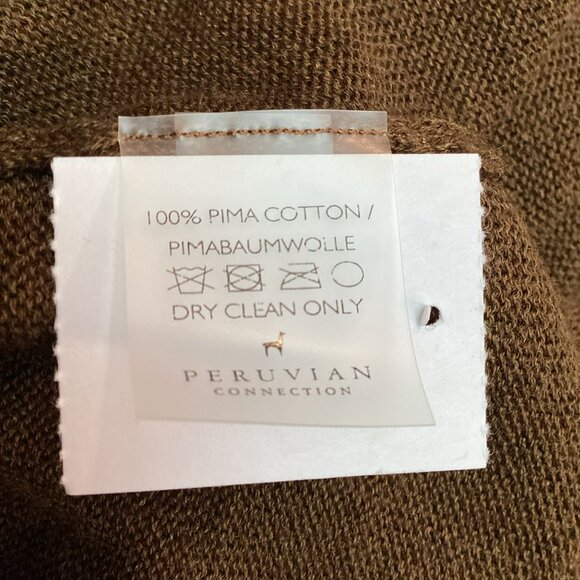 100% PIMA COTTON /
PIMABAUMWOLLE
DRY CLEAN ONLY
PERUVIAN
CONNECTION